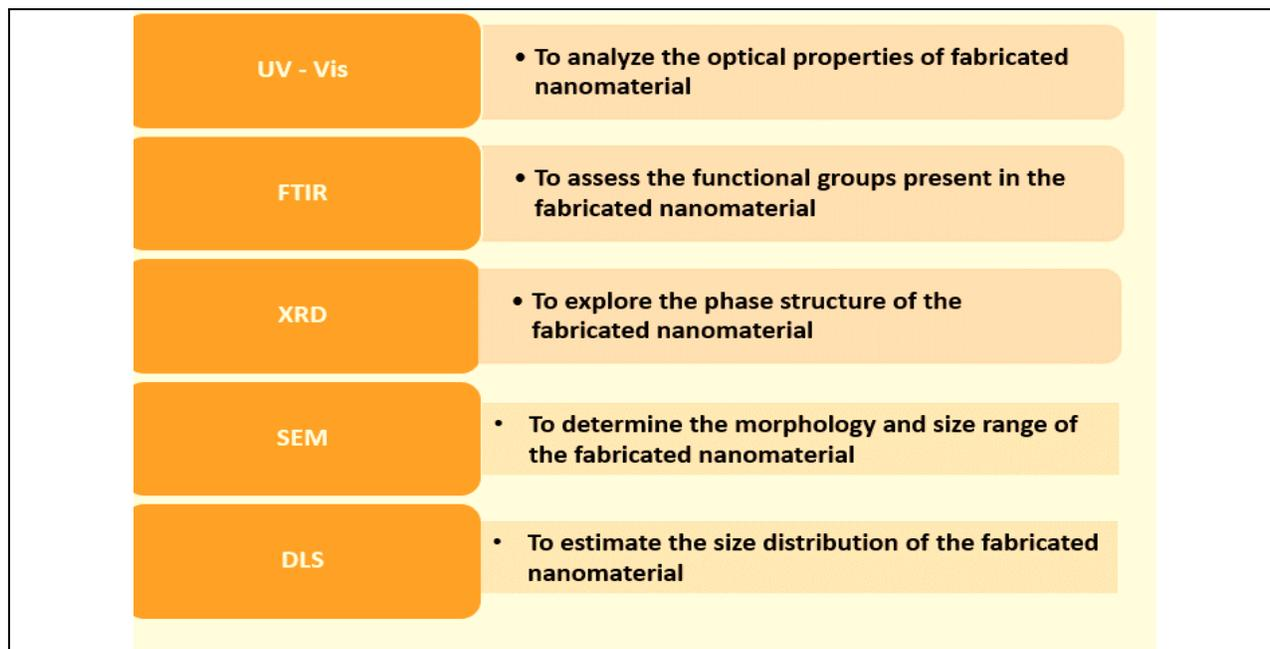 UV - Vis
• To analyze the optical properties of fabricated
nanomaterial
FTIR
• To assess the functional groups present in the
fabricated nanomaterial
XRD
• To explore the phase structure of the
fabricated nanomaterial
SEM
• To determine the morphology and size range of
the fabricated nanomaterial
DLS
• To estimate the size distribution of the fabricated
nanomaterial